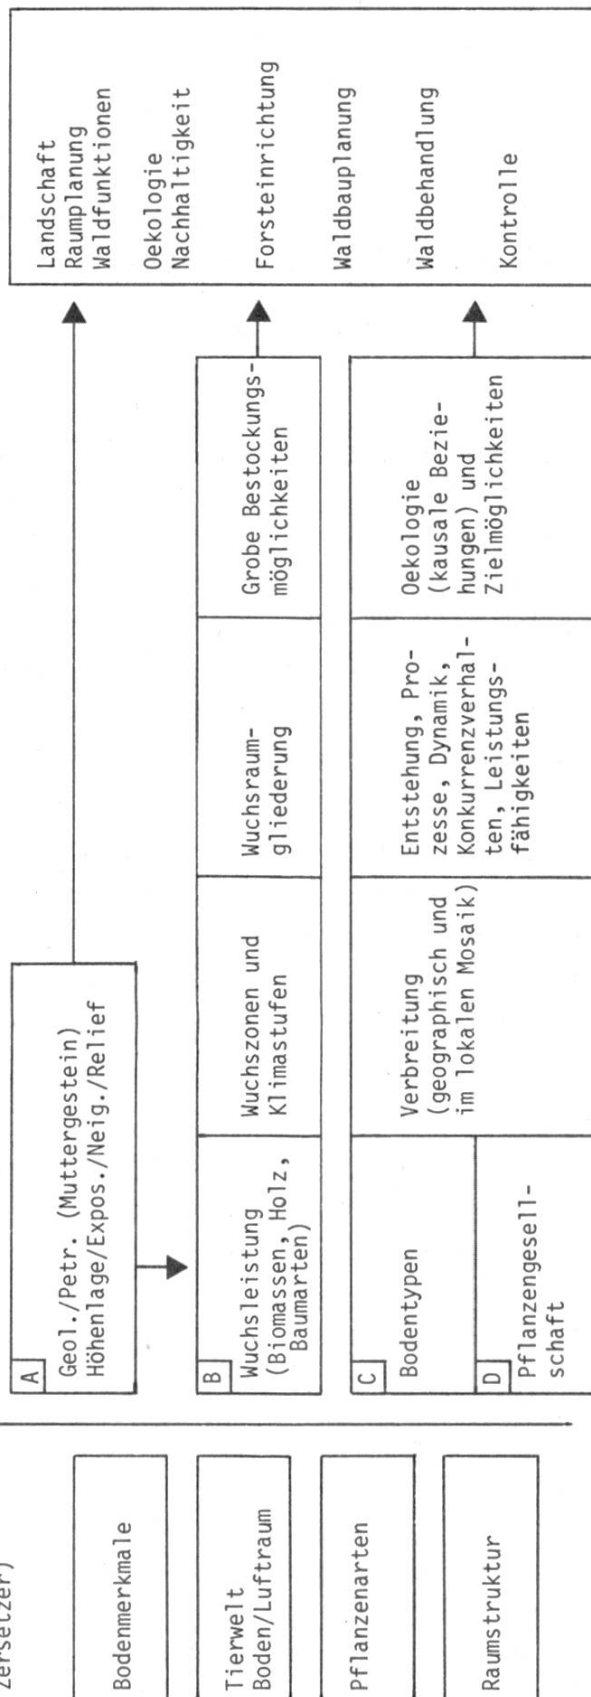 Zersetzer)
Bodenmerkmale
Tierwelt
Boden/Luftraum
Pflanzenarten
Raumstruktur
A
Geol./Petr. (Muttergestein)
Höhenlage/Expos./Neig./Relief
B
Wuchsleistung
(Biomassen, Holz,
Baumarten)
Wuchszonen und
Klimastufen
Wuchsraum-
gliederung
Grobe Bestockungs-
möglichkeiten
C
Bodentypen
D
Pflanzengesell-
schaft
Verbreitung
(geographisch und
im lokalen Mosaik)
Entstehung, Pro-
zesse, Dynamik,
Konkurrenzverhal-
ten, Leistungs-
fähigkeiten
Oekologie
(kausale Bezie-
hungen) und
Zielmöglichkeiten
Landschaft
Raumplanung
Waldfunktionen
Oekologie
Nachhaltigkeit
Forsteinrichtung
Waldbauplanung
Waldbehandlung
Kontrolle